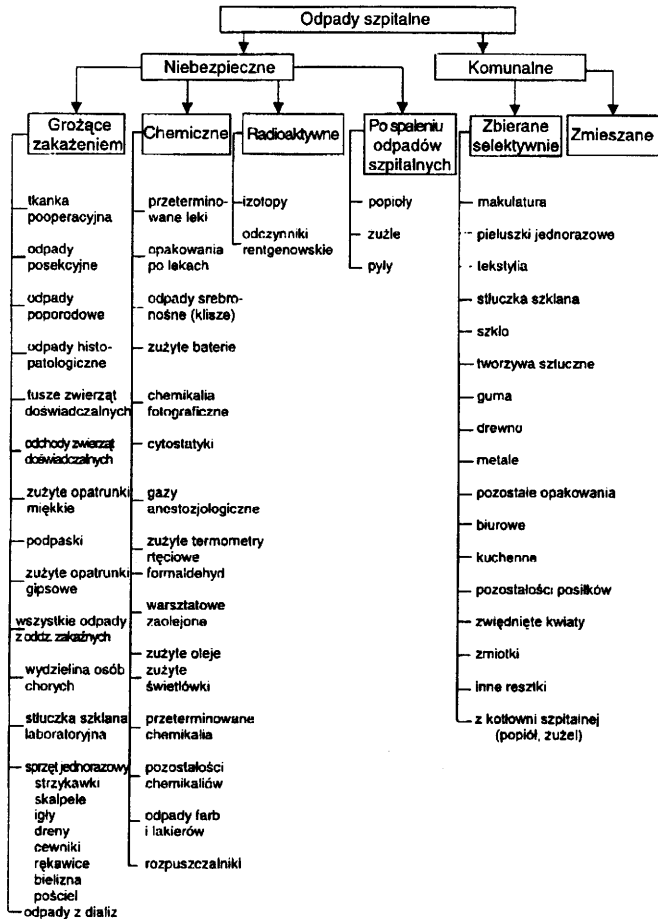 Odpady szpitalne
Niebezpieczne
Komunalne
Grożące
zakażeniem
Chemiczne
Radioaktywne
Po spaleniu
odpadów
szpitalnych
Zbierane
selektywnie
Zmieszane
tkanka
pooperacyjna
odpady
posekcyjne
odpady
poporodowe
odpady histo-
patologiczne
tusze zwierząt
doświadczalnych
odchody zwierząt
doświadczalnych
zużyte opatrunki
miękkie
podpaski
zużyte opatrunki
gipsowe
wszystkie odpady
z oddz. zakaźnych
wydzielina osób
chorych
stłuczka szklana
laboratoryjna
sprzęt jednorazowy
strzykawki
skalpele
igły
dreny
cewniki
rękawice
bielizna
pościel
odpady z dializ
przetermino-
wane leki
opakowania
po lekach
odpady srebro-
nośne (klisze)
zużyte baterie
chemikalia
fotograficzne
cytostatyki
gazy
anestozjologiczne
zużyte termometry
rtęciowe
formaldehyd
warsztatowe
zaolejone
zużyte oleje
zużyte
świetlówki
przeterminowane
chemikalia
pozostałości
chemikaliów
odpady farb
i lakierów
rozpuszczalniki
izotopy
odczynniki
rentgenowskie
popioły
żużle
pyły
makulatura
pieluszki jednorazowe
tekstylia
stłuczka szklana
szkło
tworzywa sztuczne
guma
drewno
metale
pozostałe opakowania
biurowe
kuchenne
pozostałości posiłków
zwiędnięte kwiaty
zmiotki
inne resztki
z kotłowni szpitalnej
(popiół, żużel)